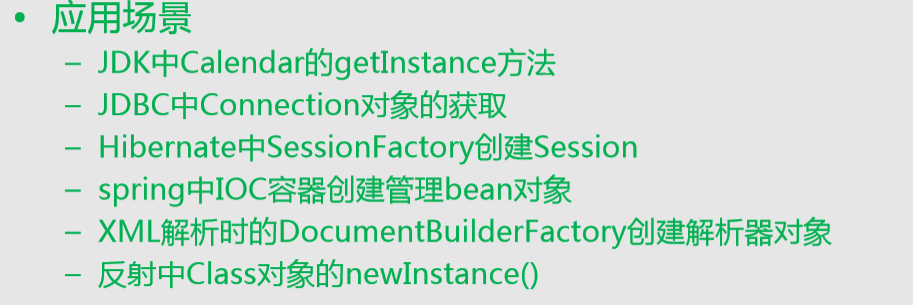 • 应用场景
– JDK中Calendar的getInstance方法
– JDBC中Connection对象的获取
– Hibernate中SessionFactory创建Session
– spring中IOC容器创建管理bean对象
– XML解析时的DocumentBuilderFactory创建解析器对象
– 反射中Class对象的newInstance()